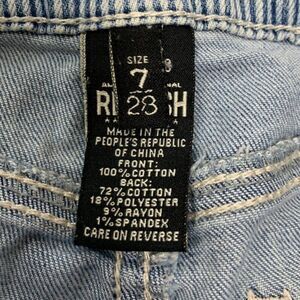 SIZE
7
28
MADE IN THE
PEOPLE'S REPUBLIC
OF CHINA
FRONT:
100% COTTON
BACK:
72% COTTON
18% POLYESTER
9% RAYON
1% SPANDEX
CARE ON REVERSE